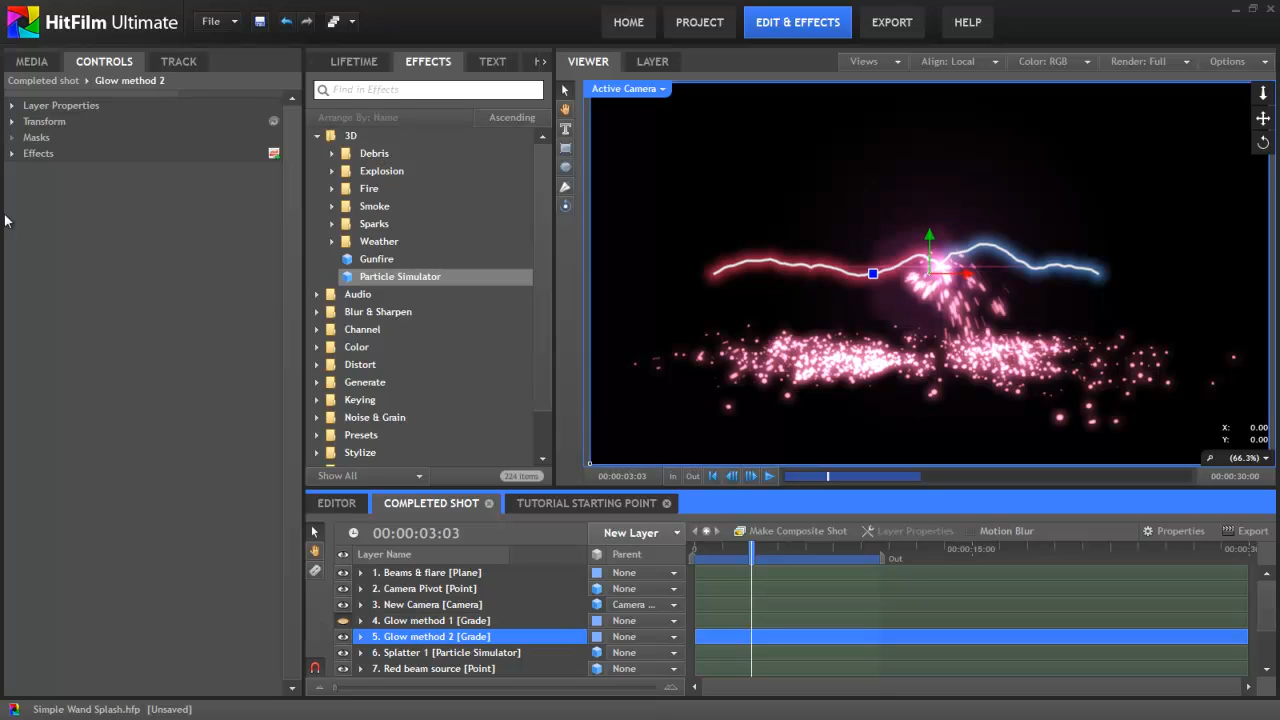 HitFilm Ultimate
File
HOME
PROJECT
EDIT & EFFECTS
EXPORT
HELP
MEDIA
CONTROLS
TRACK
Completed shot
Glow method 2
Layer Properties
Transform
Masks
Effects
LIFETIME
EFFECTS
TEXT
Find in Effects
Arrange By: Name
Ascending
3D
Debris
Explosion
Fire
Smoke
Sparks
Weather
Gunfire
Particle Simulator
Audio
Blur & Sharpen
Channel
Color
Distort
Generate
Keying
Noise & Grain
Presets
Stylize
Show All
224 items
VIEWER
LAYER
Views
Align: Local
Color: RGB
Render: Full
Options
Active Camera
X: 0.00
Y: 0.00
(66.3%)
00:00:03:03
In
Out
00:00:30:00
EDITOR
COMPLETED SHOT
TUTORIAL STARTING POINT
00:00:03:03
New Layer
Make Composite Shot
Layer Properties
Motion Blur
Properties
Export
Layer Name
Parent
0
00:00:15:00
Out
1. Beams & flare [Plane]
None
2. Camera Pivot [Point]
None
3. New Camera [Camera]
Camera ...
4. Glow method 1 [Grade]
None
5. Glow method 2 [Grade]
None
6. Splatter 1 [Particle Simulator]
None
7. Red beam source [Point]
None
Simple Wand Splash.hfp [Unsaved]